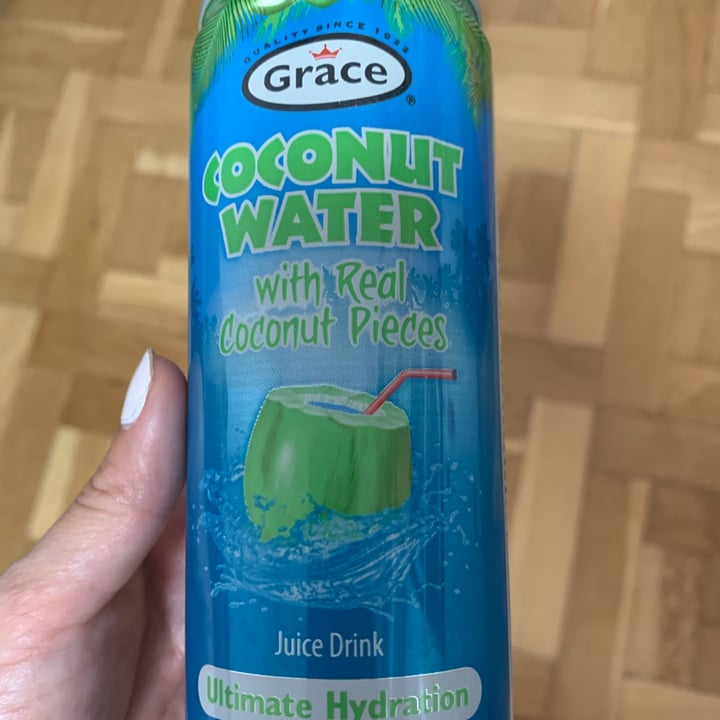 QUALITY SINCE 1922
Grace
®
COCONUT
WATER
with Real
Coconut Pieces
Juice Drink
Ultimate Hydration